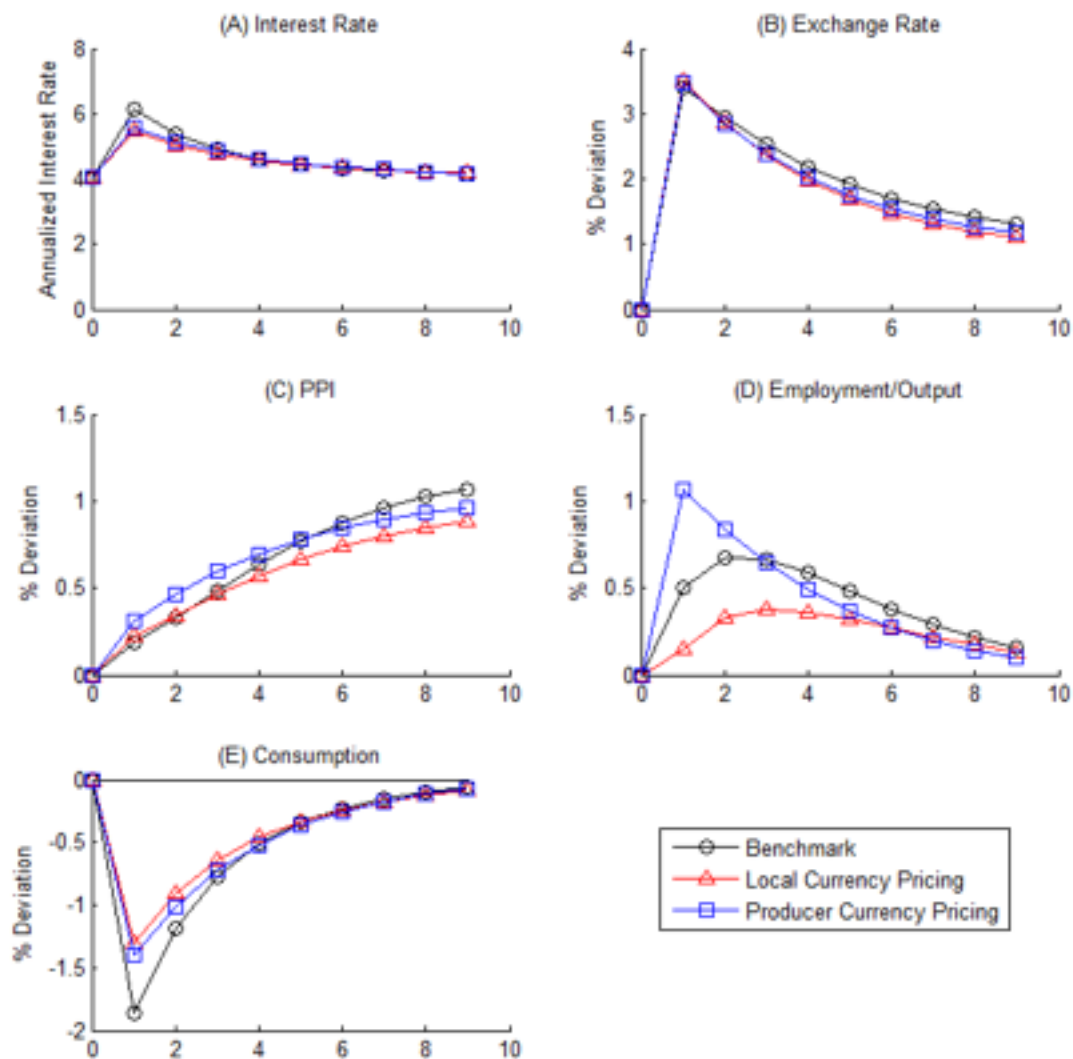 (A) Interest Rate
Annualized Interest Rate
8
6
4
2
0
0 2 4 6 8 10
(B) Exchange Rate
% Deviation
4
3
2
1
0
0 2 4 6 8 10
(C) PPI
% Deviation
1.5
1
0.5
0
0 2 4 6 8 10
(D) Employment/Output
% Deviation
1.5
1
0.5
0
0 2 4 6 8 10
(E) Consumption
% Deviation
0
-0.5
-1
-1.5
-2
0 2 4 6 8 10
Benchmark
Local Currency Pricing
Producer Currency Pricing